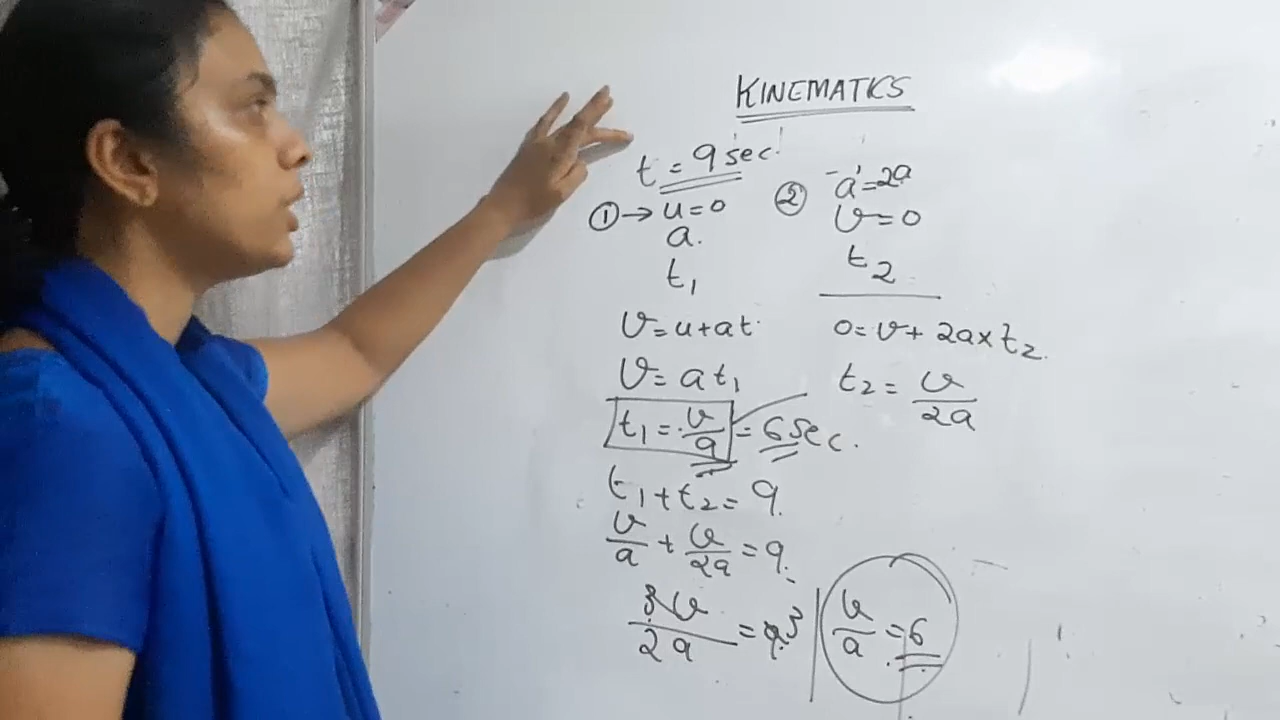 KINEMATICS
t = 9 sec.
① → u = 0
a.
t₁
② -a' = 2a
v = 0
t₂
v = u + at
v = at₁
t₁ = v/a = 6 sec.
0 = v + 2a × t₂
t₂ = v/2a
t₁ + t₂ = 9
v/a + v/2a = 9
3v/2a = 9 3
v/a = 6